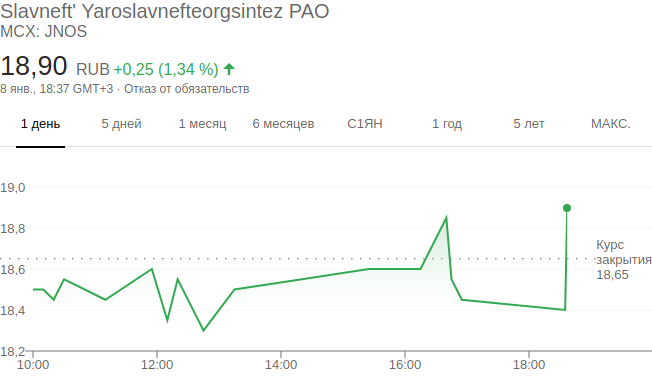 Slavneft' Yaroslavnefteorgsintez PAO
MCX: JNOS
18,90 RUB +0,25 (1,34 %)
8 янв., 18:37 GMT+3 · Отказ от обязательств
1 день 5 дней 1 месяц 6 месяцев С1ЯН 1 год 5 лет МАКС.
19,0
18,8
Курс
закрытия
18,6
18,65
18,4
18,2
10:00 12:00 14:00 16:00 18:00